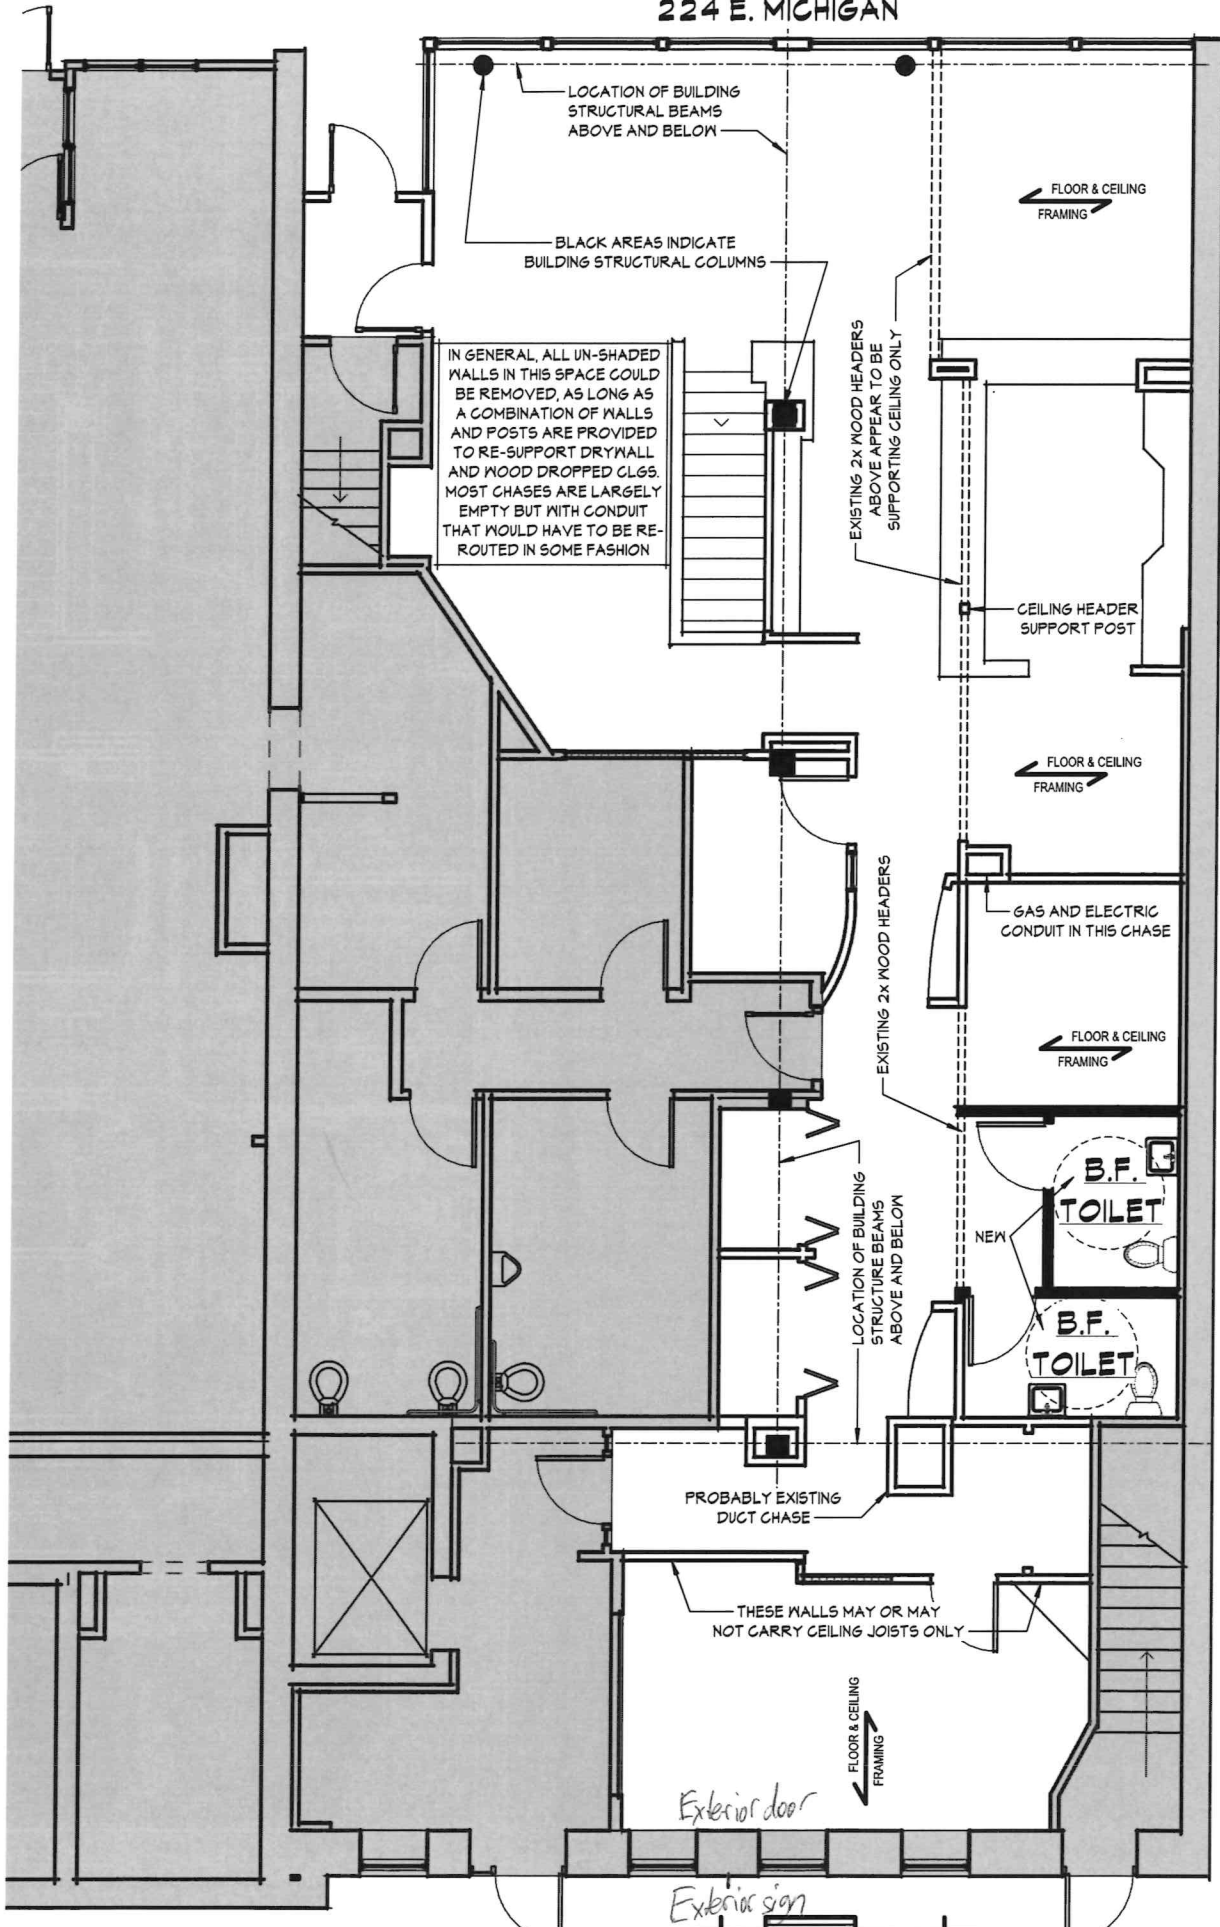 224 E. MICHIGAN
LOCATION OF BUILDING
STRUCTURAL BEAMS
ABOVE AND BELOW
FLOOR & CEILING
FRAMING
BLACK AREAS INDICATE
BUILDING STRUCTURAL COLUMNS
EXISTING 2X WOOD HEADERS
ABOVE APPEAR TO BE
SUPPORTING CEILING ONLY
IN GENERAL, ALL UN-SHADED
WALLS IN THIS SPACE COULD
BE REMOVED, AS LONG AS
A COMBINATION OF WALLS
AND POSTS ARE PROVIDED
TO RE-SUPPORT DRYWALL
AND WOOD DROPPED CLGS.
MOST CHASES ARE LARGELY
EMPTY BUT WITH CONDUIT
THAT WOULD HAVE TO BE RE-
ROUTED IN SOME FASHION
CEILING HEADER
SUPPORT POST
FLOOR & CEILING
FRAMING
EXISTING 2X WOOD HEADERS
GAS AND ELECTRIC
CONDUIT IN THIS CHASE
FLOOR & CEILING
FRAMING
B.F.
TOILET
NEW
LOCATION OF BUILDING
STRUCTURE BEAMS
ABOVE AND BELOW
B.F.
TOILET
PROBABLY EXISTING
DUCT CHASE
THESE WALLS MAY OR MAY
NOT CARRY CEILING JOISTS ONLY
FLOOR & CEILING
FRAMING
Exterior door
Exterior sign